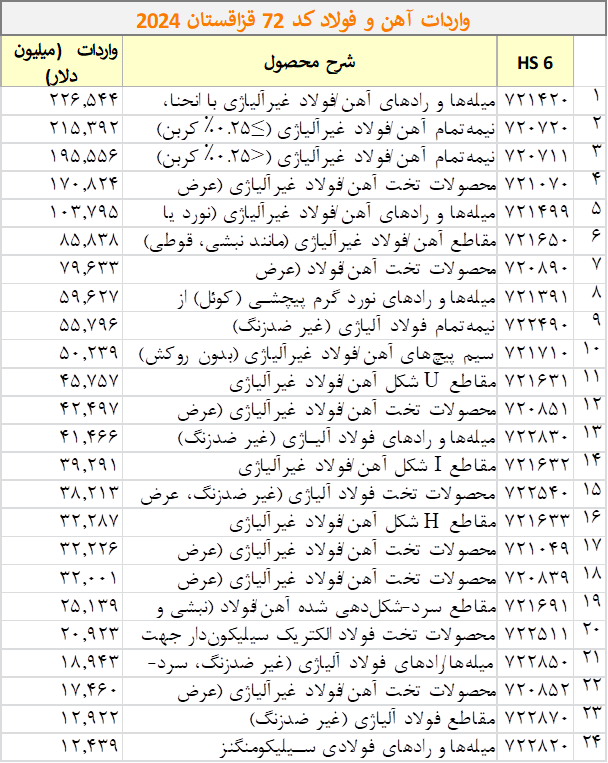 واردات آهن و فولاد کد 72 قزاقستان 2024
HS 6 شرح محصول واردات (میلیون دلار)
۱ ۷۲۱۴۲۰ میله‌ها و رادهای آهن/فولاد غیرآلیاژی با انحنا، ۲۲۶,۵۴۴
۲ ۷۲۰۷۲۰ نیمه‌تمام آهن/فولاد غیرآلیاژی (≥۰.۲۵٪ کربن) ۲۱۵,۳۹۲
۳ ۷۲۰۷۱۱ نیمه‌تمام آهن/فولاد غیرآلیاژی (<۰.۲۵٪ کربن) ۱۹۵,۵۵۶
۴ ۷۲۱۰۷۰ محصولات تخت آهن/فولاد غیرآلیاژی (عرض ۱۷۰,۸۲۴
۵ ۷۲۱۴۹۹ میله‌ها و رادهای آهن/فولاد غیرآلیاژی (نورد یا ۱۰۳,۷۹۵
۶ ۷۲۱۶۵۰ مقاطع آهن/فولاد غیرآلیاژی (مانند نبشی، قوطی) ۸۵,۸۳۸
۷ ۷۲۰۸۹۰ محصولات تخت آهن/فولاد (عرض ۷۹,۶۳۳
۸ ۷۲۱۳۹۱ میله‌ها و رادهای نورد گرم پیچشی (کوئل) از ۵۹,۶۲۷
۹ ۷۲۲۴۹۰ نیمه‌تمام فولاد آلیاژی (غیر ضدزنگ) ۵۵,۷۹۶
۱۰ ۷۲۱۷۱۰ سیم پیچ‌های آهن/فولاد غیرآلیاژی (بدون روکش) ۵۰,۲۳۹
۱۱ ۷۲۱۶۳۱ مقاطع U شکل آهن/فولاد غیرآلیاژی ۴۵,۷۵۷
۱۲ ۷۲۰۸۵۱ محصولات تخت آهن/فولاد غیرآلیاژی (عرض ۴۲,۴۹۷
۱۳ ۷۲۲۸۳۰ میله‌ها و رادهای فولاد آلیاژی (غیر ضدزنگ) ۴۱,۴۶۶
۱۴ ۷۲۱۶۳۲ مقاطع I شکل آهن/فولاد غیرآلیاژی ۳۹,۲۹۱
۱۵ ۷۲۲۵۴۰ محصولات تخت فولاد آلیاژی (غیر ضدزنگ، عرض ۳۸,۲۱۳
۱۶ ۷۲۱۶۳۳ مقاطع H شکل آهن/فولاد غیرآلیاژی ۳۲,۲۸۷
۱۷ ۷۲۱۰۴۹ محصولات تخت آهن/فولاد غیرآلیاژی (عرض ۳۲,۲۲۶
۱۸ ۷۲۰۸۳۹ محصولات تخت آهن/فولاد غیرآلیاژی (عرض ۳۲,۰۰۱
۱۹ ۷۲۱۶۹۱ مقاطع سرد-شکل‌دهی شده آهن/فولاد (نبشی و ۲۵,۱۳۹
۲۰ ۷۲۲۵۱۱ محصولات تخت فولاد الکتریک سیلیکون‌دار جهت ۲۰,۹۲۳
۲۱ ۷۲۲۸۵۰ میله‌ها/رادهای فولاد آلیاژی (غیر ضدزنگ، سرد- ۱۸,۹۴۳
۲۲ ۷۲۰۸۵۲ محصولات تخت آهن/فولاد غیرآلیاژی (عرض ۱۷,۴۶۰
۲۳ ۷۲۲۸۷۰ مقاطع فولاد آلیاژی (غیر ضدزنگ) ۱۲,۹۲۲
۲۴ ۷۲۲۸۲۰ میله‌ها و رادهای فولادی سیلیکومنگنز ۱۲,۴۳۹